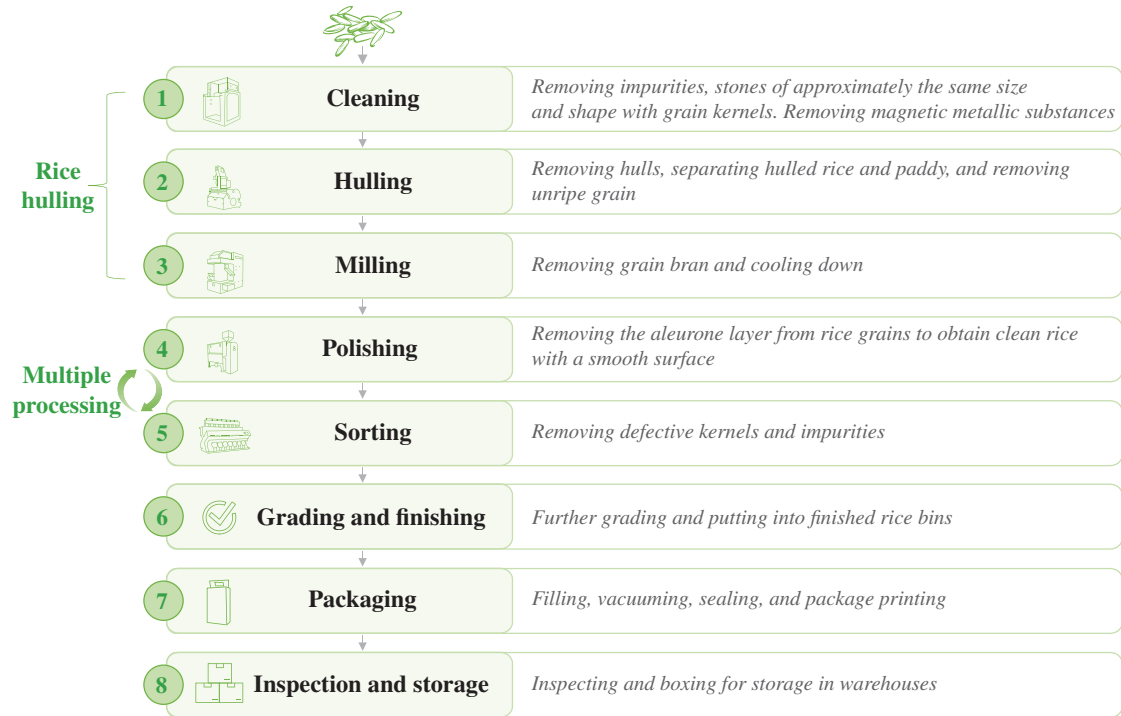 1
Cleaning
Removing impurities, stones of approximately the same size
and shape with grain kernels. Removing magnetic metallic substances
Rice
hulling
2
Hulling
Removing hulls, separating hulled rice and paddy, and removing
unripe grain
3
Milling
Removing grain bran and cooling down
4
Polishing
Removing the aleurone layer from rice grains to obtain clean rice
with a smooth surface
Multiple
processing
5
Sorting
Removing defective kernels and impurities
6
Grading and finishing
Further grading and putting into finished rice bins
7
Packaging
Filling, vacuuming, sealing, and package printing
8
Inspection and storage
Inspecting and boxing for storage in warehouses